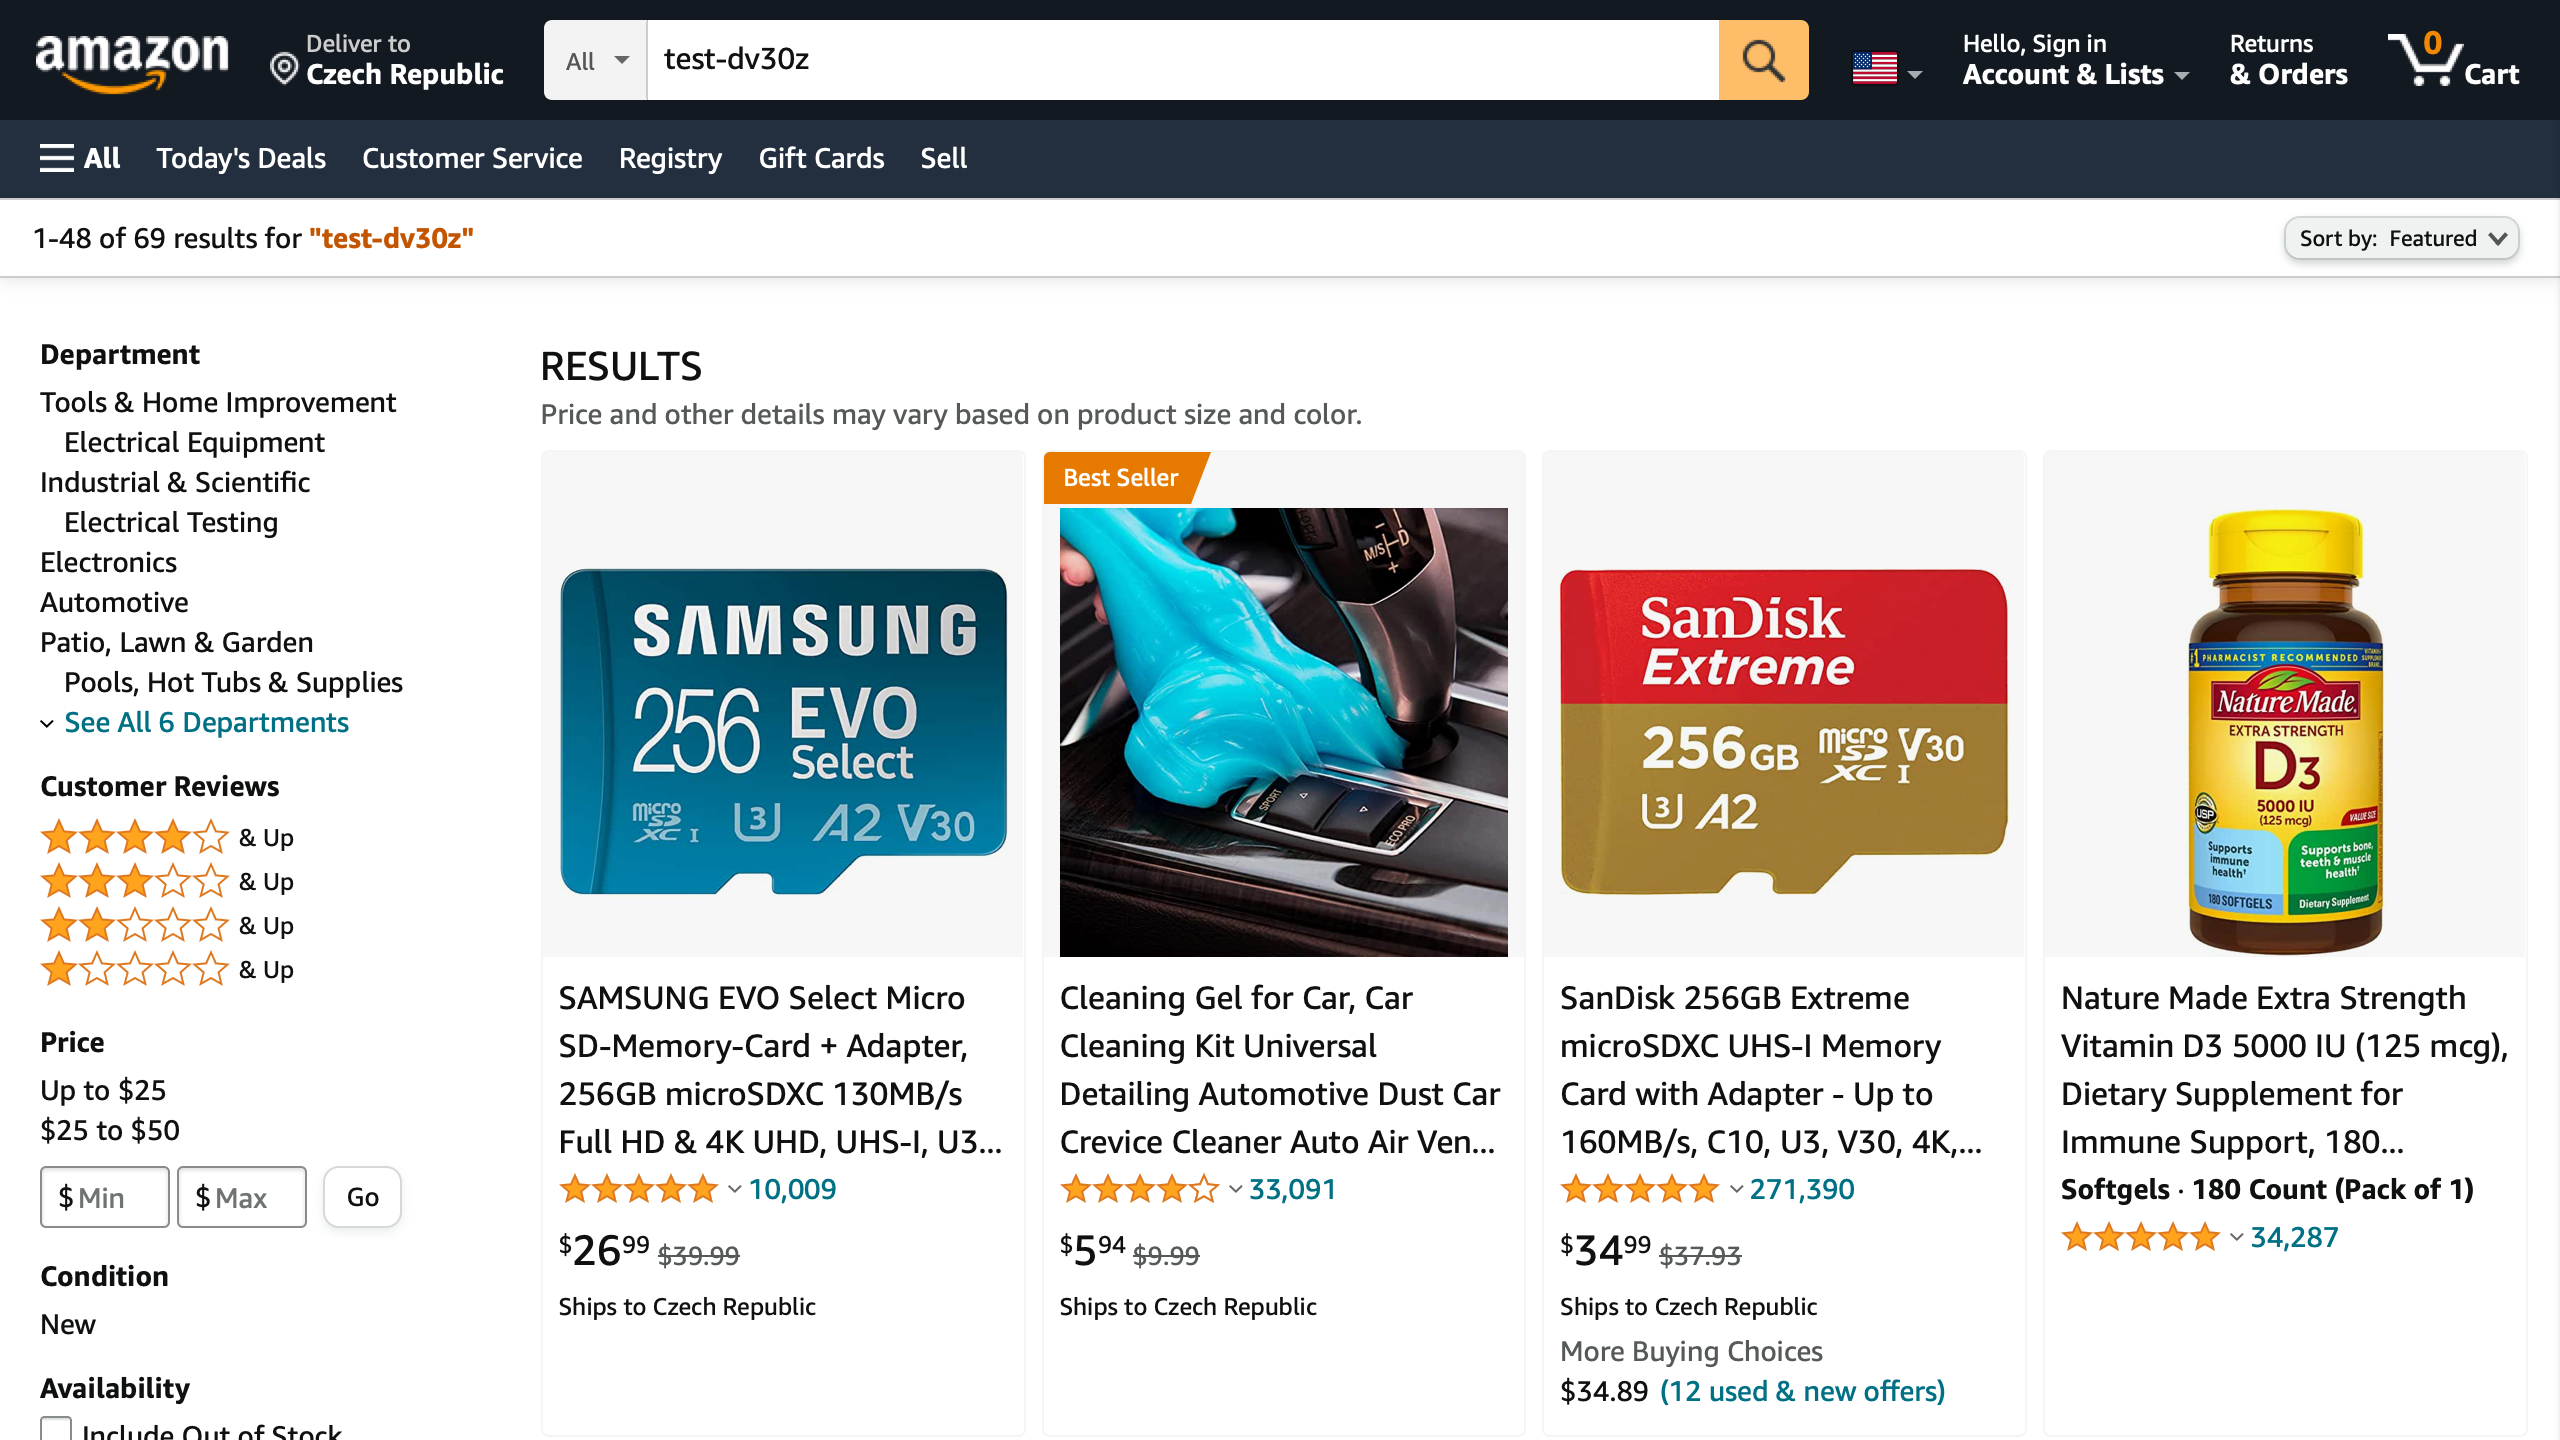 amazon
Deliver to
Czech Republic
All
test-dv30z
Hello, Sign in
Account & Lists
Returns
& Orders
0
Cart
All
Today's Deals
Customer Service
Registry
Gift Cards
Sell
1-48 of 69 results for "test-dv30z"
Sort by: Featured
Department
Tools & Home Improvement
Electrical Equipment
Industrial & Scientific
Electrical Testing
Electronics
Automotive
Patio, Lawn & Garden
Pools, Hot Tubs & Supplies
See All 6 Departments
Customer Reviews
& Up
& Up
& Up
& Up
Price
Up to $25
$25 to $50
$ Min
$ Max
Go
Condition
New
Availability
Include Out of Stock
RESULTS
Price and other details may vary based on product size and color.
SAMSUNG
256 EVO
Select
micro SD XC I U3 A2 V30
SAMSUNG EVO Select Micro
SD-Memory-Card + Adapter,
256GB microSDXC 130MB/s
Full HD & 4K UHD, UHS-I, U3...
10,009
$26.99 $39.99
Ships to Czech Republic
Best Seller
M/S D
+
SPORT
ECO PRO
Cleaning Gel for Car, Car
Cleaning Kit Universal
Detailing Automotive Dust Car
Crevice Cleaner Auto Air Ven...
33,091
$5.94 $9.99
Ships to Czech Republic
SanDisk
Extreme
256GB micro SD XC I V30
U3 A2
SanDisk 256GB Extreme
microSDXC UHS-I Memory
Card with Adapter - Up to
160MB/s, C10, U3, V30, 4K,...
271,390
$34.99 $37.93
Ships to Czech Republic
More Buying Choices
$34.89 (12 used & new offers)
#1 PHARMACIST RECOMMENDED
Nature Made
EXTRA STRENGTH
D3
5000 IU
(125 mcg)
USP
VALUE SIZE
Supports
immune
health†
Supports bone,
teeth & muscle
health†
180 SOFTGELS
Dietary Supplement
Nature Made Extra Strength
Vitamin D3 5000 IU (125 mcg),
Dietary Supplement for
Immune Support, 180...
Softgels · 180 Count (Pack of 1)
34,287